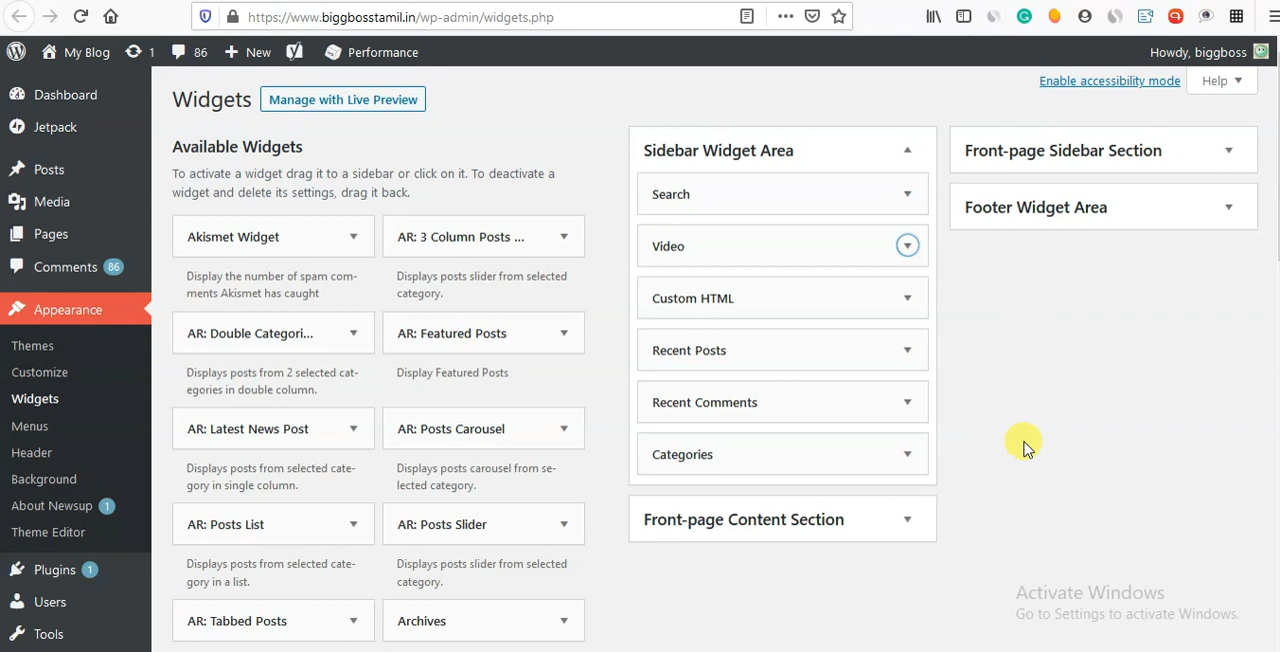 https://www.biggbosstamil.in/wp-admin/widgets.php
My Blog 1 86 New Performance
Howdy, biggboss
Dashboard
Jetpack
Posts
Media
Pages
Comments 86
Appearance
Themes
Customize
Widgets
Menus
Header
Background
About Newsup 1
Theme Editor
Plugins 1
Users
Tools
Enable accessibility mode
Help
Widgets
Manage with Live Preview
Available Widgets
To activate a widget drag it to a sidebar or click on it. To deactivate a
widget and delete its settings, drag it back.
Akismet Widget
Display the number of spam com-
ments Akismet has caught
AR: 3 Column Posts ...
Displays posts slider from selected
category.
AR: Double Categori...
Displays posts from 2 selected cat-
egories in double column.
AR: Featured Posts
Display Featured Posts
AR: Latest News Post
Displays posts from selected cate-
gory in single column.
AR: Posts Carousel
Displays posts carousel from se-
lected category.
AR: Posts List
Displays posts from selected cate-
gory in a list.
AR: Posts Slider
Displays posts slider from selected
category.
AR: Tabbed Posts
Archives
Sidebar Widget Area
Search
Video
Custom HTML
Recent Posts
Recent Comments
Categories
Front-page Content Section
Front-page Sidebar Section
Footer Widget Area
Activate Windows
Go to Settings to activate Windows.